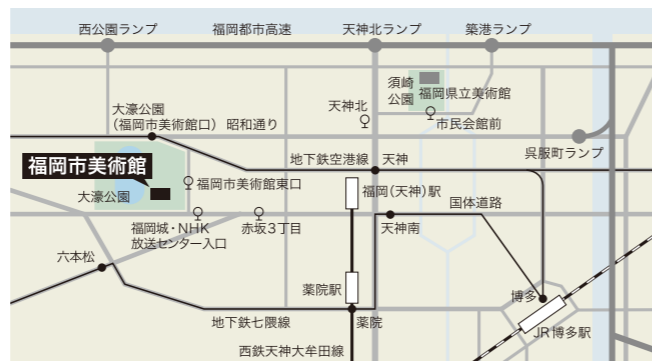 西公園ランプ
福岡都市高速
天神北ランプ
築港ランプ
須崎
公園
福岡県立美術館
天神北
市民会館前
大濠公園
(福岡市美術館口)
昭和通り
呉服町ランプ
福岡市美術館
地下鉄空港線
天神
福岡市美術館東口
大濠公園
福岡(天神)駅
国体道路
福岡城・NHK
放送センター入口
赤坂3丁目
天神南
六本松
薬院駅
博多
地下鉄七隈線
薬院
JR博多駅
西鉄天神大牟田線